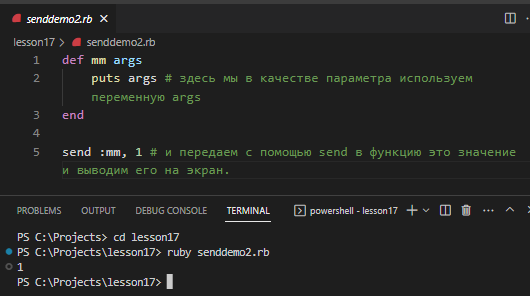 senddemo2.rb
lesson17 > senddemo2.rb
1 def mm args
2 puts args # здесь мы в качестве параметра используем
переменную args
3 end
4
5 send :mm, 1 # и передаем с помощью send в функцию это значение
и выводим его на экран.
PROBLEMS OUTPUT DEBUG CONSOLE TERMINAL powershell - lesson17
PS C:\Projects> cd lesson17
PS C:\Projects\lesson17> ruby senddemo2.rb
1
PS C:\Projects\lesson17>